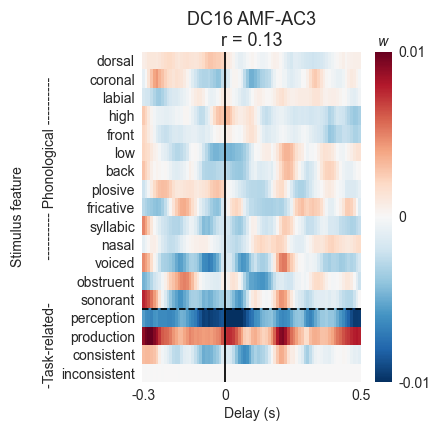 DC16 AMF-AC3
r = 0.13
w
Stimulus feature
-Task-related- ---------- Phonological ----------
dorsal
coronal
labial
high
front
low
back
plosive
fricative
syllabic
nasal
voiced
obstruent
sonorant
perception
production
consistent
inconsistent
0.01
0
-0.01
-0.3 0 0.5
Delay (s)